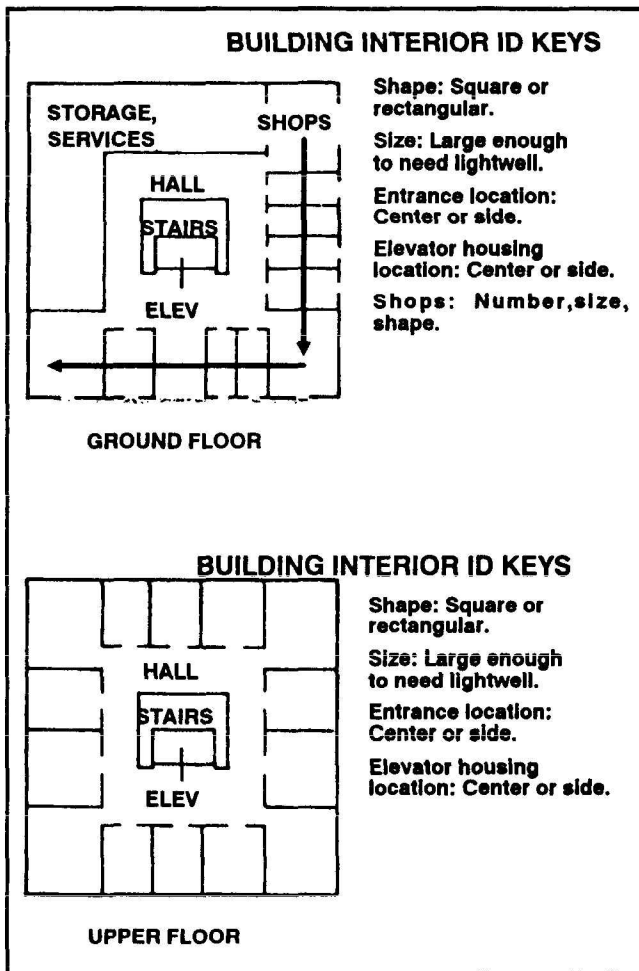 BUILDING INTERIOR ID KEYS
STORAGE,
SERVICES
SHOPS
HALL
STAIRS
ELEV
GROUND FLOOR
Shape: Square or
rectangular.
Size: Large enough
to need lightwell.
Entrance location:
Center or side.
Elevator housing
location: Center or side.
Shops: Number,size,
shape.
BUILDING INTERIOR ID KEYS
HALL
STAIRS
ELEV
UPPER FLOOR
Shape: Square or
rectangular.
Size: Large enough
to need lightwell.
Entrance location:
Center or side.
Elevator housing
location: Center or side.